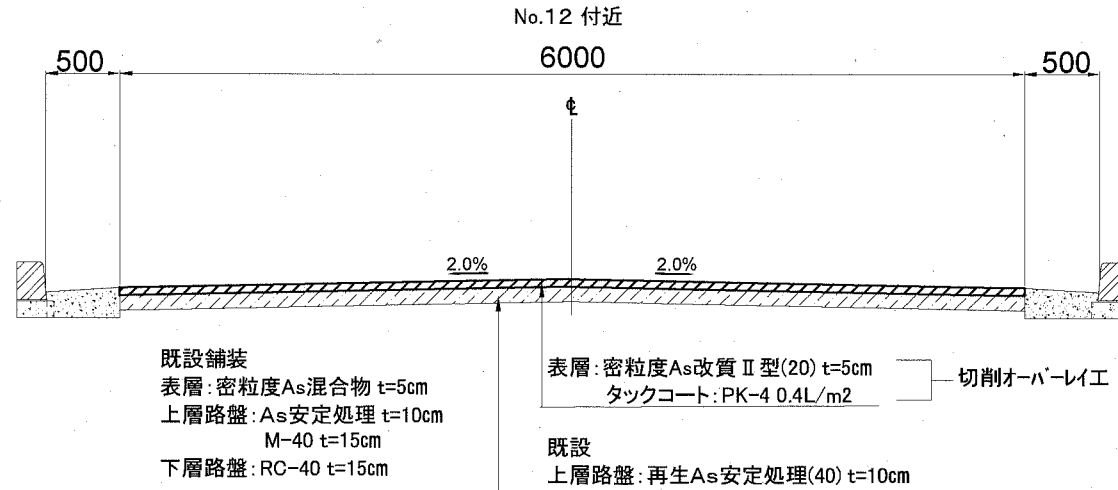 No.12 付近
500
6000
500
℄
2.0%
2.0%
既設舗装
表層:密粒度As混合物 t=5cm
上層路盤:As安定処理 t=10cm
M-40 t=15cm
下層路盤:RC-40 t=15cm
表層:密粒度As改質Ⅱ型(20) t=5cm
タックコート:PK-4 0.4L/m2
切削オーバーレイ工
既設
上層路盤:再生As安定処理(40) t=10cm